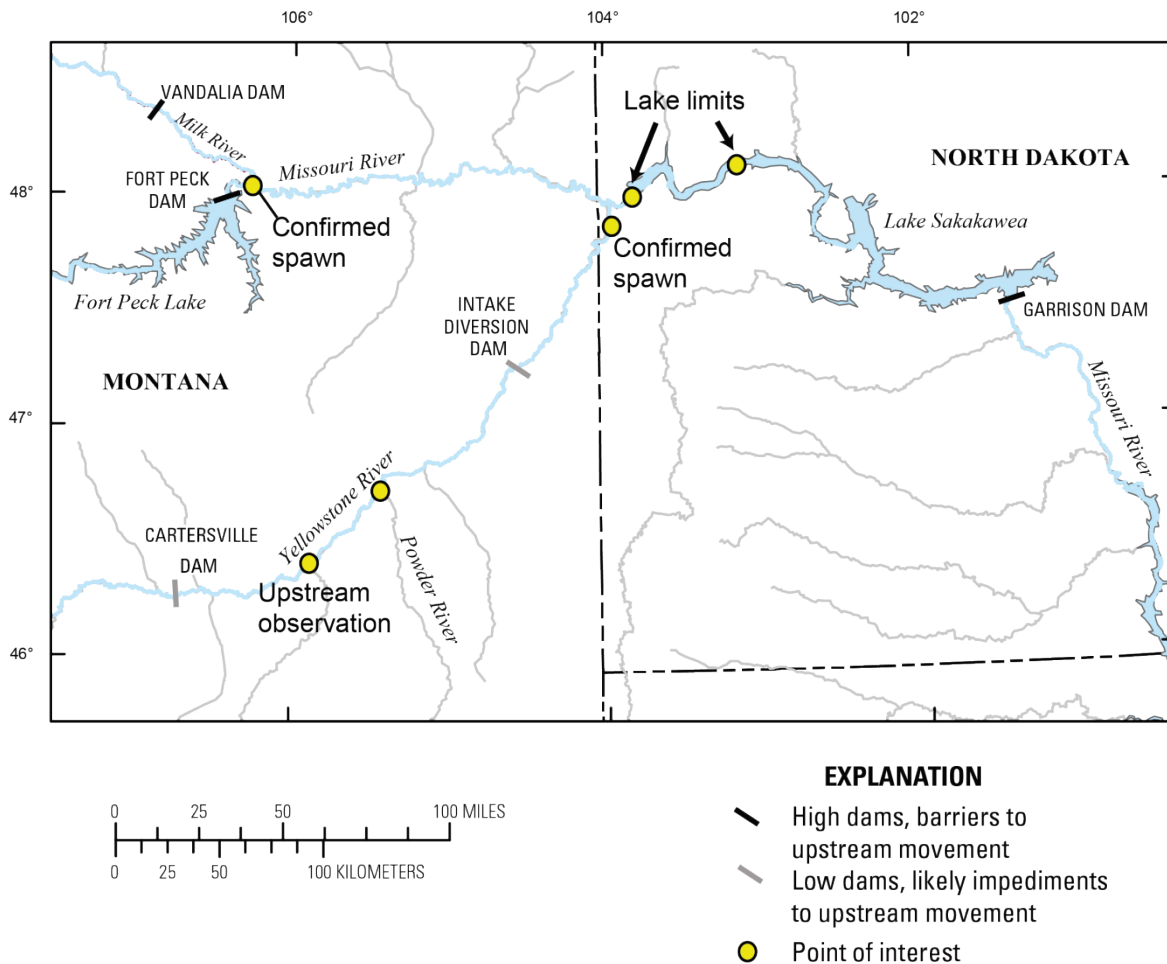 106°
104°
102°
VANDALIA DAM
Milk River
Lake limits
NORTH DAKOTA
Missouri River
48°
FORT PECK
DAM
Confirmed
spawn
Lake Sakakawea
Confirmed
spawn
Fort Peck Lake
INTAKE
DIVERSION
DAM
GARRISON DAM
MONTANA
Missouri River
47°
Yellowstone River
CARTERSVILLE
DAM
Powder River
Upstream
observation
46°
EXPLANATION
High dams, barriers to
upstream movement
Low dams, likely impediments
to upstream movement
Point of interest
0 25 50 100 MILES
0 25 50 100 KILOMETERS